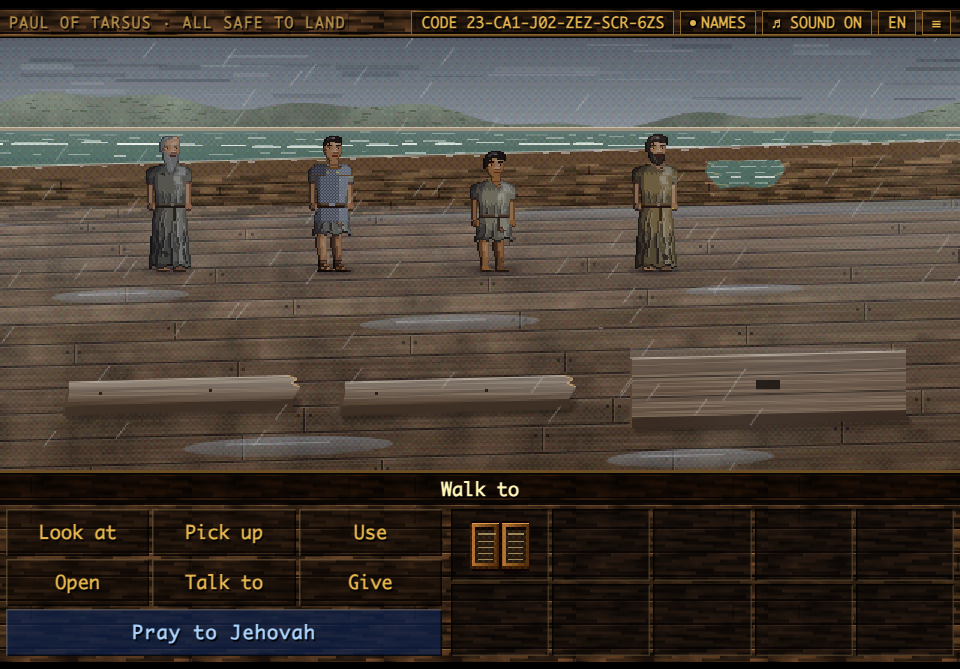 PAUL OF TARSUS · ALL SAFE TO LAND
CODE 23-CA1-J02-ZEZ-SCR-6ZS
• NAMES
♬ SOUND ON
EN
≡
Walk to
Look at
Pick up
Use
Open
Talk to
Give
Pray to Jehovah